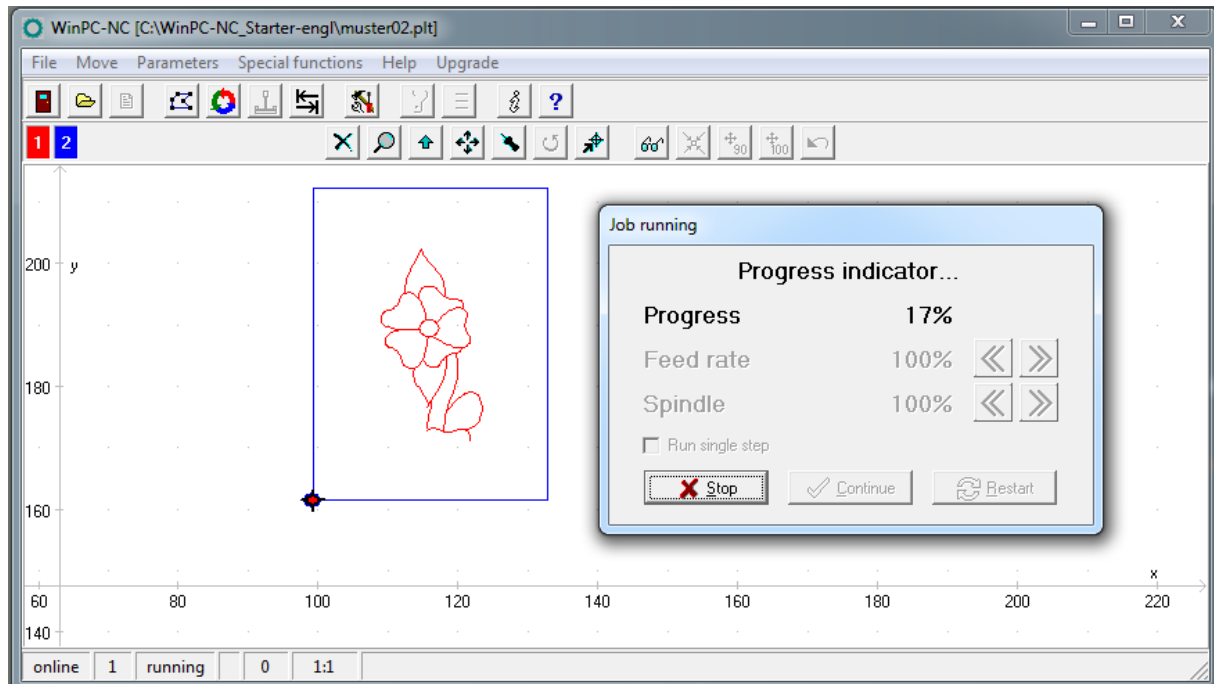 WinPC-NC [C:\WinPC-NC_Starter-engl\muster02.plt]
File Move Parameters Special functions Help Upgrade
1 2
90 100
200 y
180
160
x
60 80 100 120 140 160 180 200 220
140
Job running
Progress indicator...
Progress 17%
Feed rate 100%
Spindle 100%
Run single step
Stop Continue Restart
online 1 running 0 1:1